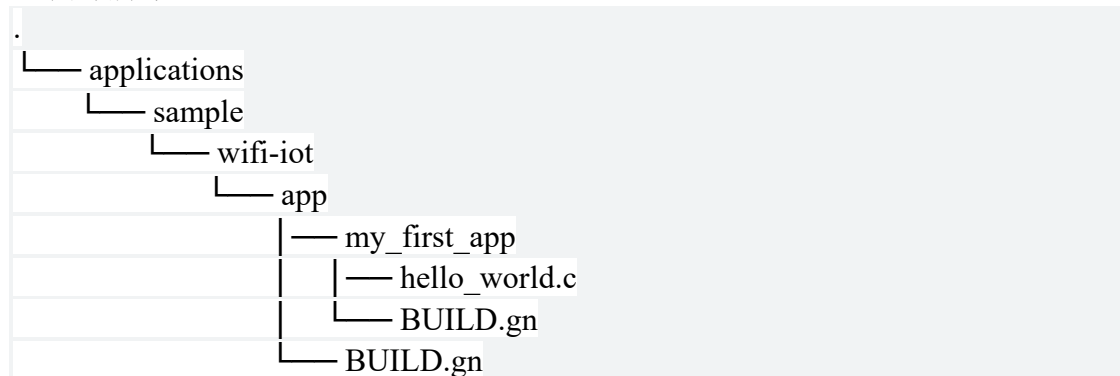 .
└── applications
└── sample
└── wifi-iot
└── app
│── my_first_app
│ │── hello_world.c
│ └── BUILD.gn
└── BUILD.gn